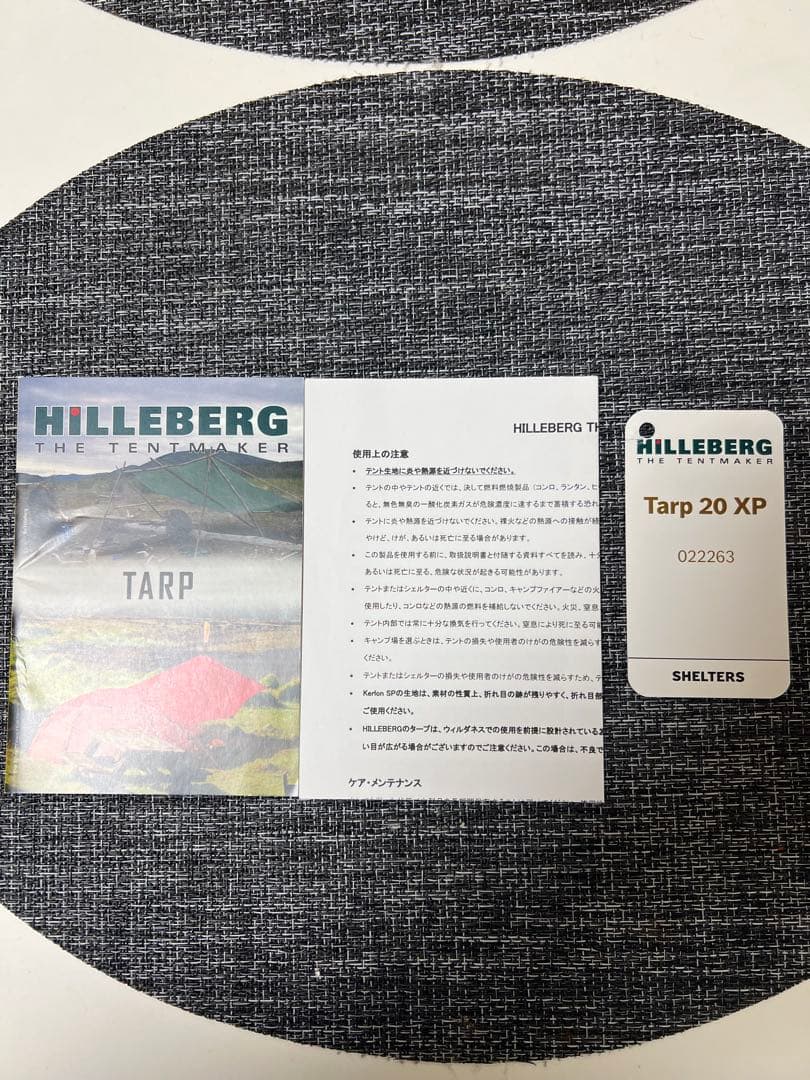 HILLEBERG
THE TENTMAKER
TARP
HILLEBERG TH
使用上の注意
• テント生地に炎や熱源を近づけないでください。
• テントの中やテントの近くでは、決して燃料燃焼製品（コンロ、ランタン、ヒ
ると、無色無臭の一酸化炭素ガスが危険濃度に達するまで蓄積する恐れ
• テントに炎や熱源を近づけないでください。裸火などの熱源への接触が
やけど、けが、あるいは死亡に至る場合があります。
• この製品を使用する前に、取扱説明書と付随する資料すべてを読み、十分
あるいは死亡に至る、危険な状況が起きる可能性があります。
• テントまたはシェルターの中や近くに、コンロ、キャンプファイアーなどの火
使用したり、コンロなどの熱源の燃料を補給しないでください。火災、窒息
• テント内部では常に十分な換気を行ってください。窒息により死に至る可
• キャンプ場を選ぶときは、テントの損失や使用者のけがの危険性を減らす
ください。
• テントまたはシェルターの損失や使用者のけがの危険性を減らすため、テ
• Kerlon SPの生地は、素材の性質上、折れ目の跡が残りやすく、折れ目部
ご使用ください。
• HILLEBERGのタープは、ウィルダネスでの使用を前提に設計されている
い目が広がる場合がございますのでご注意ください。この場合は、不良で
ケア・メンテナンス
HILLEBERG
THE TENTMAKER
Tarp 20 XP
022263
SHELTERS